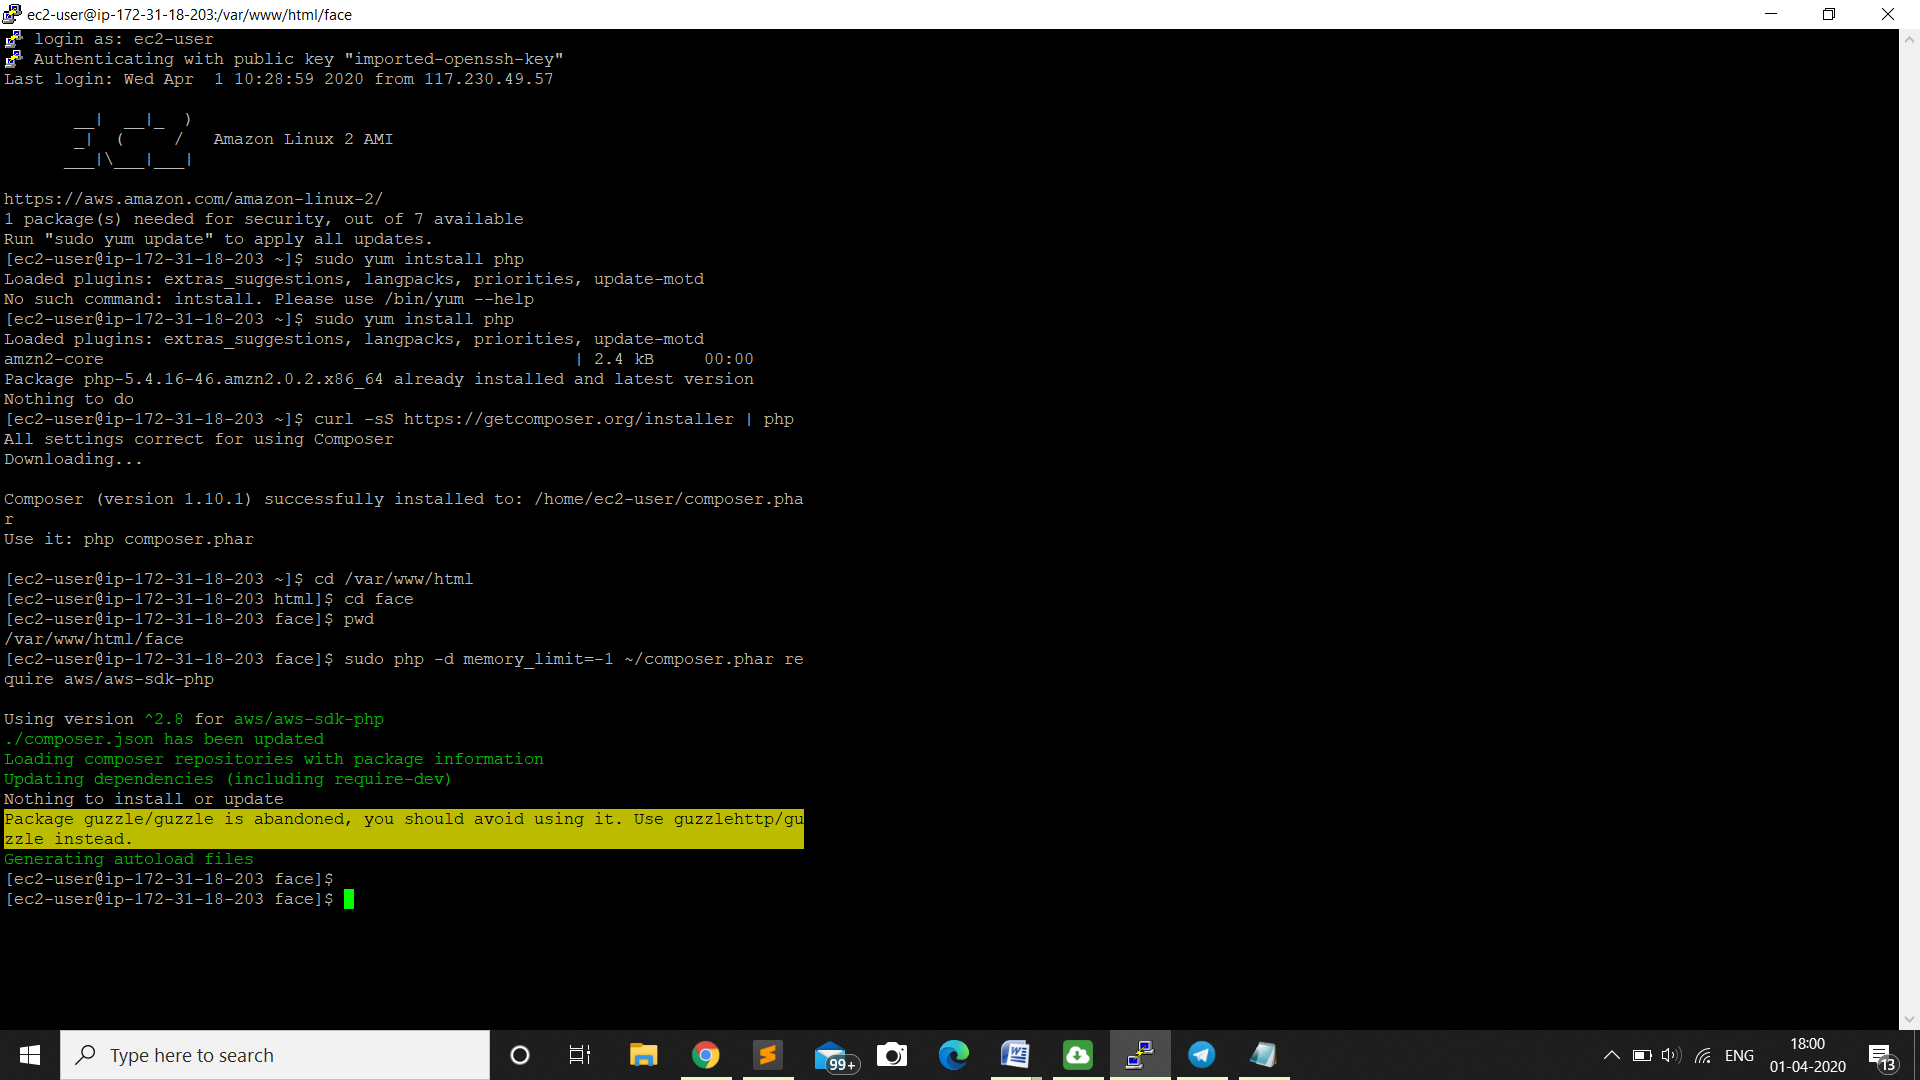 ec2-user@ip-172-31-18-203:/var/www/html/face
login as: ec2-user
Authenticating with public key "imported-openssh-key"
Last login: Wed Apr  1 10:28:59 2020 from 117.230.49.57
       __|  __|_  )
       _|  (     /   Amazon Linux 2 AMI
      ___|\___|___|
https://aws.amazon.com/amazon-linux-2/
1 package(s) needed for security, out of 7 available
Run "sudo yum update" to apply all updates.
[ec2-user@ip-172-31-18-203 ~]$ sudo yum intstall php
Loaded plugins: extras_suggestions, langpacks, priorities, update-motd
No such command: intstall. Please use /bin/yum --help
[ec2-user@ip-172-31-18-203 ~]$ sudo yum install php
Loaded plugins: extras_suggestions, langpacks, priorities, update-motd
amzn2-core                                               | 2.4 kB     00:00
Package php-5.4.16-46.amzn2.0.2.x86_64 already installed and latest version
Nothing to do
[ec2-user@ip-172-31-18-203 ~]$ curl -sS https://getcomposer.org/installer | php
All settings correct for using Composer
Downloading...
Composer (version 1.10.1) successfully installed to: /home/ec2-user/composer.pha
r
Use it: php composer.phar
[ec2-user@ip-172-31-18-203 ~]$ cd /var/www/html
[ec2-user@ip-172-31-18-203 html]$ cd face
[ec2-user@ip-172-31-18-203 face]$ pwd
/var/www/html/face
[ec2-user@ip-172-31-18-203 face]$ sudo php -d memory_limit=-1 ~/composer.phar re
quire aws/aws-sdk-php
Using version ^2.8 for aws/aws-sdk-php
./composer.json has been updated
Loading composer repositories with package information
Updating dependencies (including require-dev)
Nothing to install or update
Package guzzle/guzzle is abandoned, you should avoid using it. Use guzzlehttp/gu
zzle instead.
Generating autoload files
[ec2-user@ip-172-31-18-203 face]$
[ec2-user@ip-172-31-18-203 face]$
Type here to search
99+
ENG
18:00
01-04-2020
13